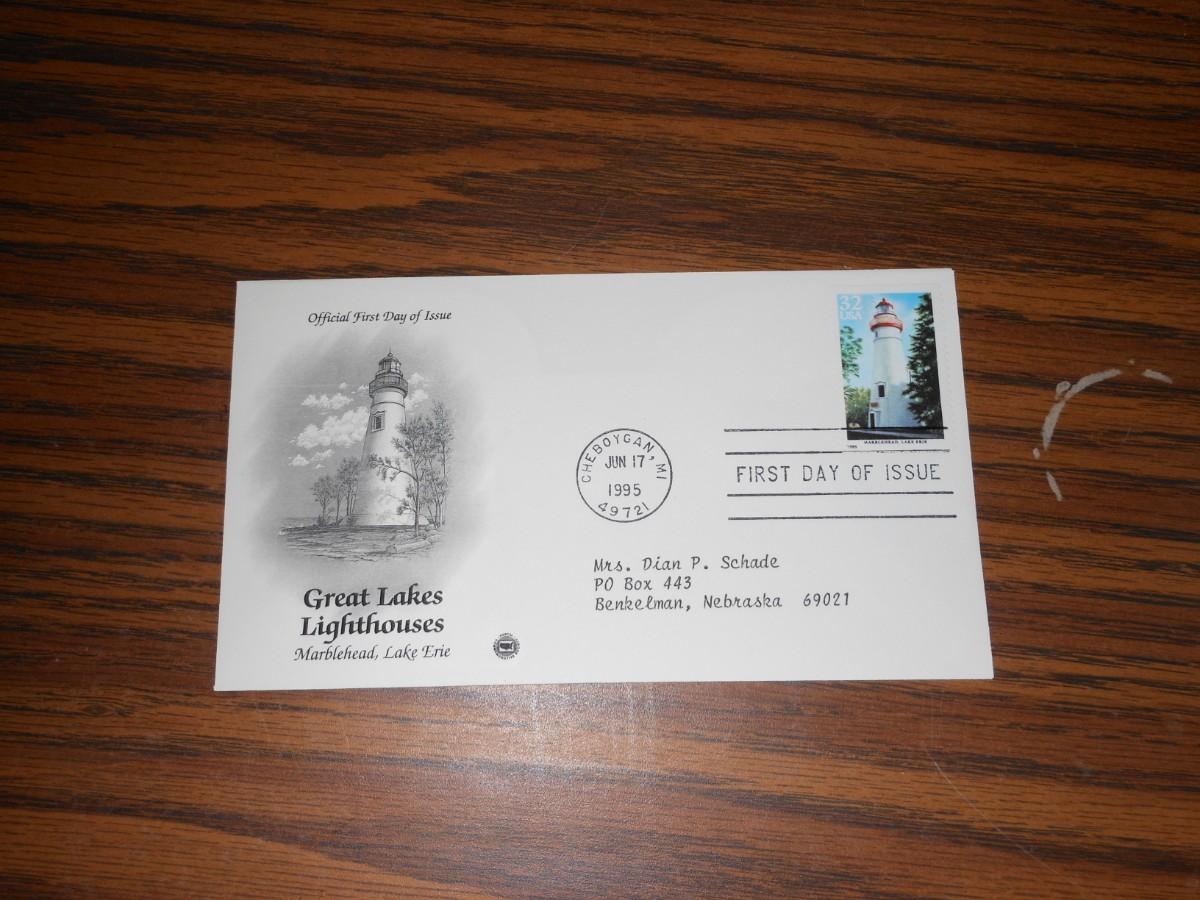 Official First Day of Issue
32
USA
1995
MARBLEHEAD, LAKE ERIE
CHEBOYGAN, MI
JUN 17
1995
49721
FIRST DAY OF ISSUE
Mrs. Dian P. Schade
PO Box 443
Benkelman, Nebraska 69021
Great Lakes
Lighthouses
Marblehead, Lake Erie